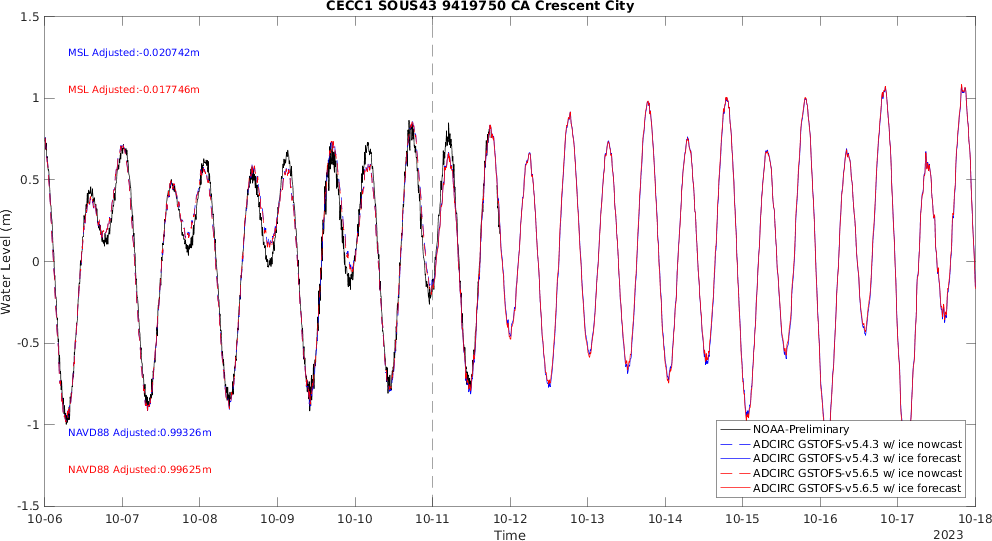 CECC1 SOUS43 9419750 CA Crescent City
1.5
MSL Adjusted:-0.020742m
MSL Adjusted:-0.017746m
1
0.5
Water Level (m)
0
-0.5
-1
NAVD88 Adjusted:0.99326m
NOAA-Preliminary
ADCIRC GSTOFS-v5.4.3 w/ ice nowcast
ADCIRC GSTOFS-v5.4.3 w/ ice forecast
NAVD88 Adjusted:0.99625m
ADCIRC GSTOFS-v5.6.5 w/ ice nowcast
ADCIRC GSTOFS-v5.6.5 w/ ice forecast
-1.5
10-06 10-07 10-08 10-09 10-10 10-11 10-12 10-13 10-14 10-15 10-16 10-17 10-18
Time
2023